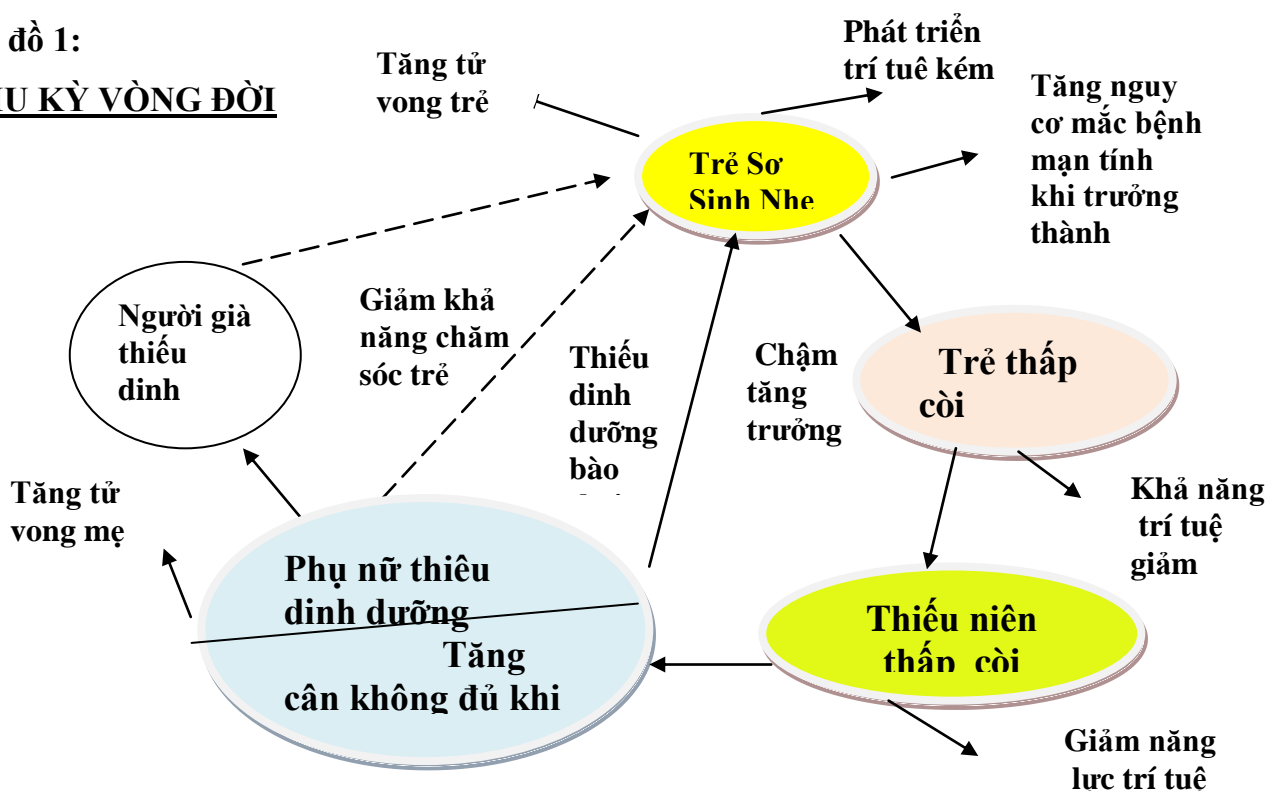 đồ 1:
HU KỲ VÒNG ĐỜI
Tăng tử
vong trẻ
Phát triển
trí tuê kém
Tăng nguy
cơ mắc bệnh
mạn tính
khi trưởng
thành
Trẻ Sơ
Sinh Nhe
Người già
thiếu
dinh
Giảm khả
năng chăm
sóc trẻ
Thiếu
dinh
dưỡng
bào
Chậm
tăng
trưởng
Trẻ thấp
còi
Khả năng
trí tuệ
giảm
Tăng tử
vong mẹ
Phụ nữ thiêu
dinh dưỡng
Tăng
cân không đủ khi
Thiếu niên
thấp còi
Giảm năng
lực trí tuê